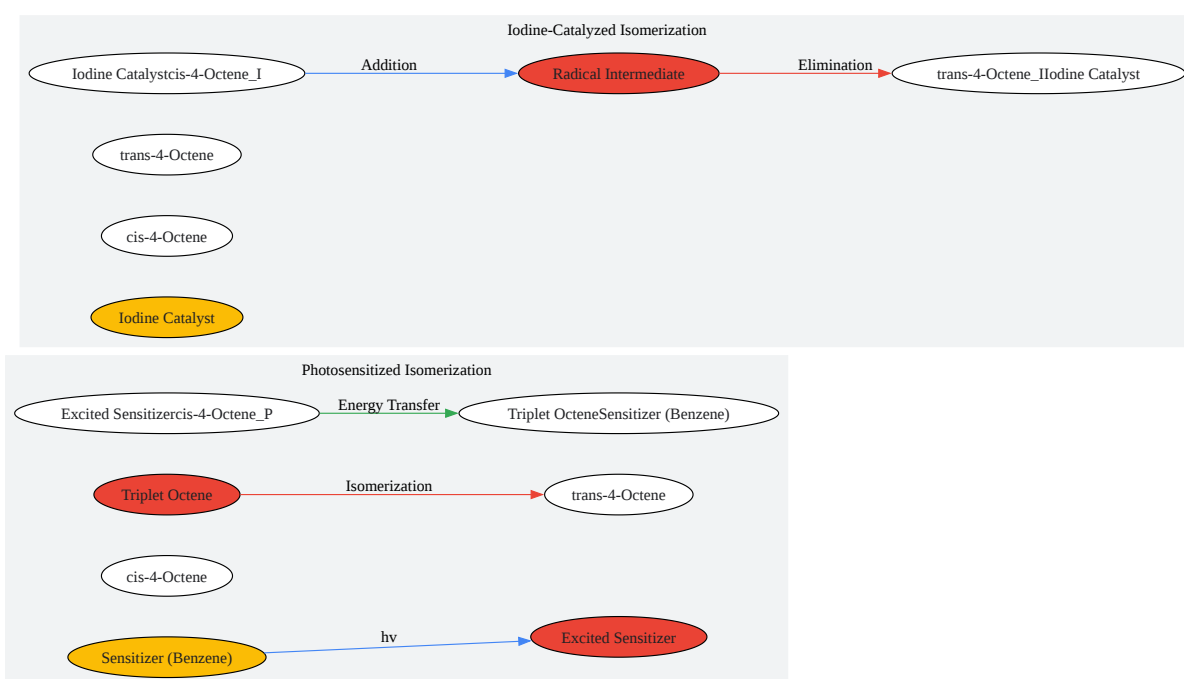 Iodine-Catalyzed Isomerization
Iodine Catalystcis-4-Octene_I
Addition
Radical Intermediate
Elimination
trans-4-Octene_IIodine Catalyst
trans-4-Octene
cis-4-Octene
Iodine Catalyst
Photosensitized Isomerization
Excited Sensitizercis-4-Octene_P
Energy Transfer
Triplet OcteneSensitizer (Benzene)
Triplet Octene
Isomerization
trans-4-Octene
cis-4-Octene
Sensitizer (Benzene)
hv
Excited Sensitizer